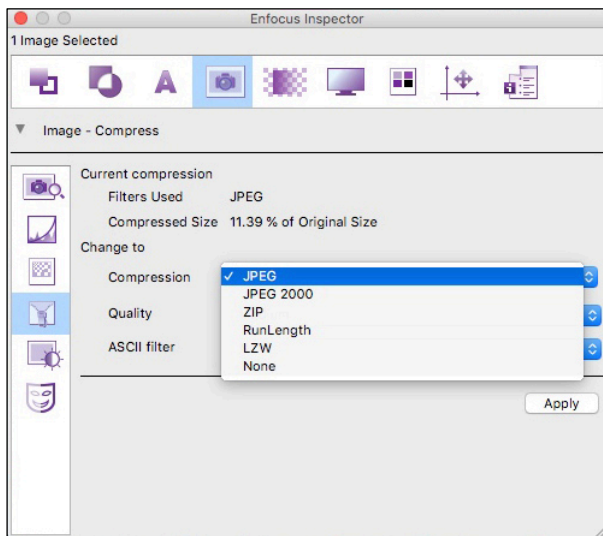 Enfocus Inspector
1 Image Selected
A
Image - Compress
Current compression
Filters Used JPEG
Compressed Size 11.39 % of Original Size
Change to
Compression ✓ JPEG
JPEG 2000
Quality ZIP
RunLength
ASCII filter LZW
None
Apply